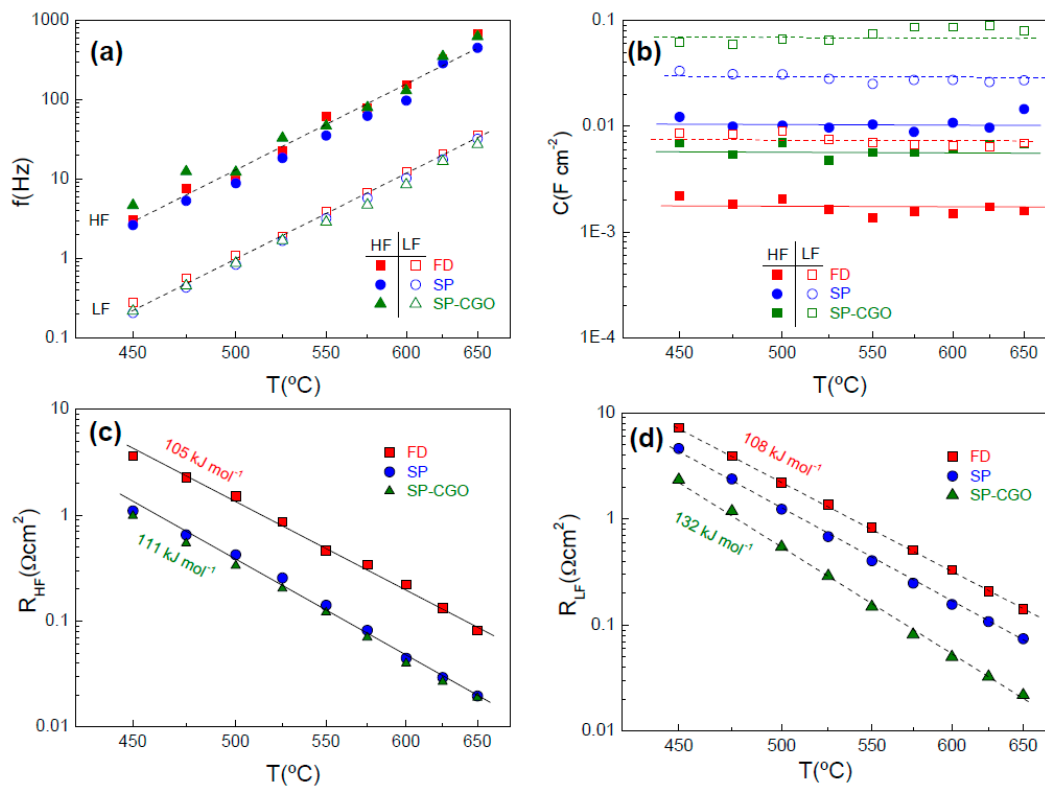 (a)
1000
100
10
1
0.1
f(Hz)
HF
LF
HF LF
FD
SP
SP-CGO
450 500 550 600 650
T(ºC)
(b)
0.1
0.01
1E-3
1E-4
C(F cm⁻²)
HF LF
FD
SP
SP-CGO
450 500 550 600 650
T(ºC)
(c)
10
1
0.1
0.01
R_HF(Ωcm²)
105 kJ mol⁻¹
111 kJ mol⁻¹
FD
SP
SP-CGO
450 500 550 600 650
T(ºC)
(d)
10
1
0.1
0.01
R_LF(Ωcm²)
108 kJ mol⁻¹
132 kJ mol⁻¹
FD
SP
SP-CGO
450 500 550 600 650
T(ºC)